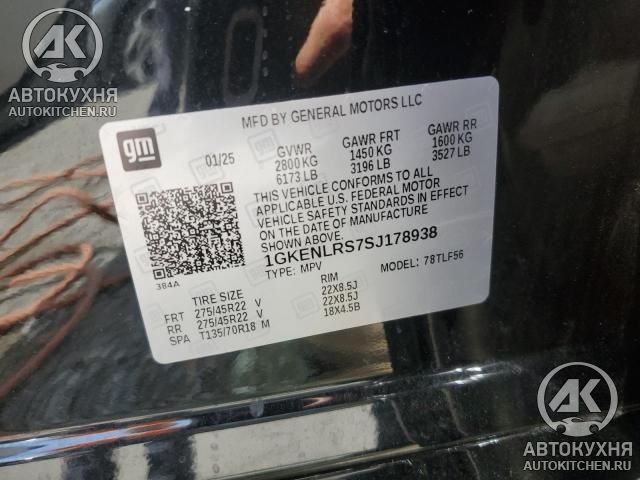 АК
АВТОКУХНЯ
AUTOKITCHEN.RU
MFD BY GENERAL MOTORS LLC
gm
01/25
GVWR GAWR FRT GAWR RR
2800 KG 1450 KG 1600 KG
6173 LB 3196 LB 3527 LB
THIS VEHICLE CONFORMS TO ALL
APPLICABLE U.S. FEDERAL MOTOR
VEHICLE SAFETY STANDARDS IN EFFECT
ON THE DATE OF MANUFACTURE
SHOWN ABOVE.
1GKENLRS7SJ178938
TYPE: MPV MODEL: 78TLF56
384A
TIRE SIZE RIM
FRT 275/45R22 V 22X8.5J
RR 275/45R22 V 22X8.5J
SPA T135/70R18 M 18X4.5B
АК
АВТОКУХНЯ
AUTOKITCHEN.RU